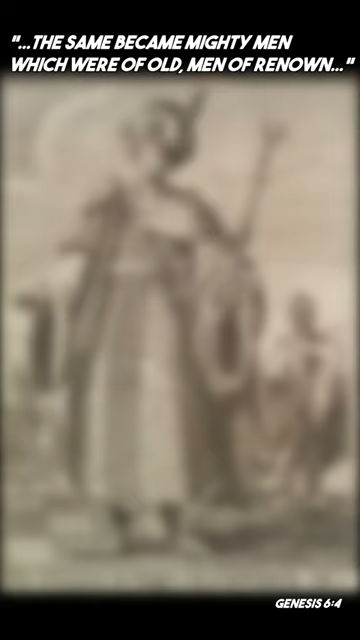 "...THE SAME BECAME MIGHTY MEN
WHICH WERE OF OLD, MEN OF RENOWN..."
GENESIS 6:4